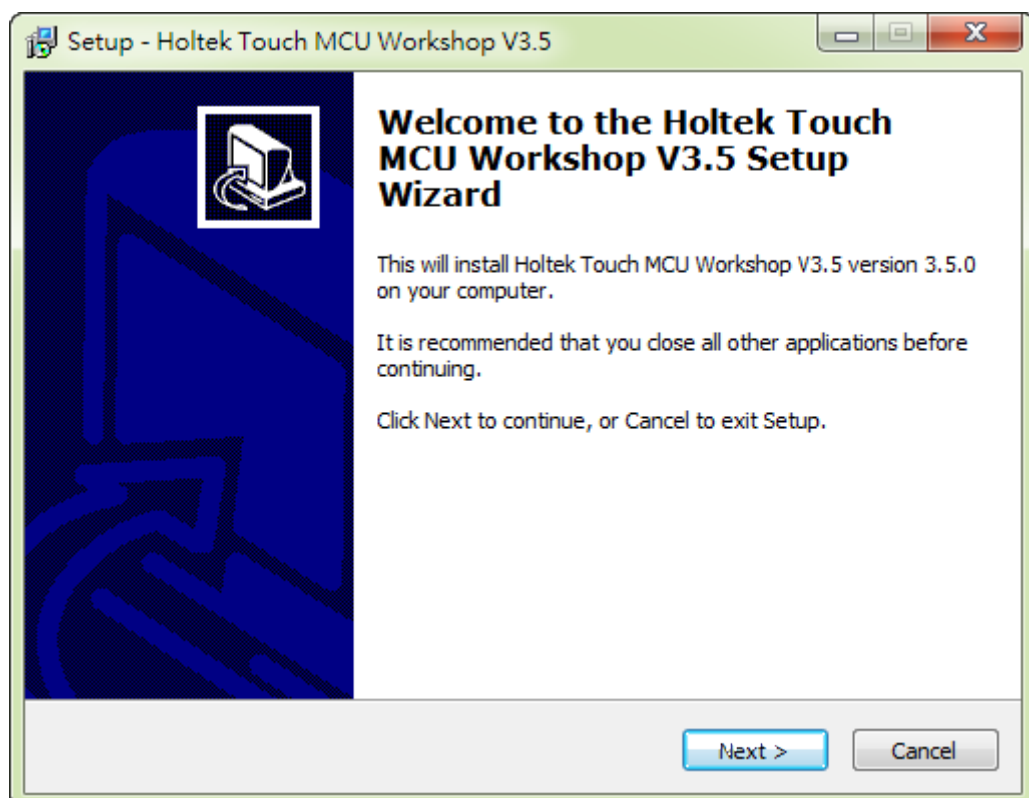 Setup - Holtek Touch MCU Workshop V3.5
Welcome to the Holtek Touch
MCU Workshop V3.5 Setup
Wizard
This will install Holtek Touch MCU Workshop V3.5 version 3.5.0
on your computer.
It is recommended that you close all other applications before
continuing.
Click Next to continue, or Cancel to exit Setup.
Next >
Cancel